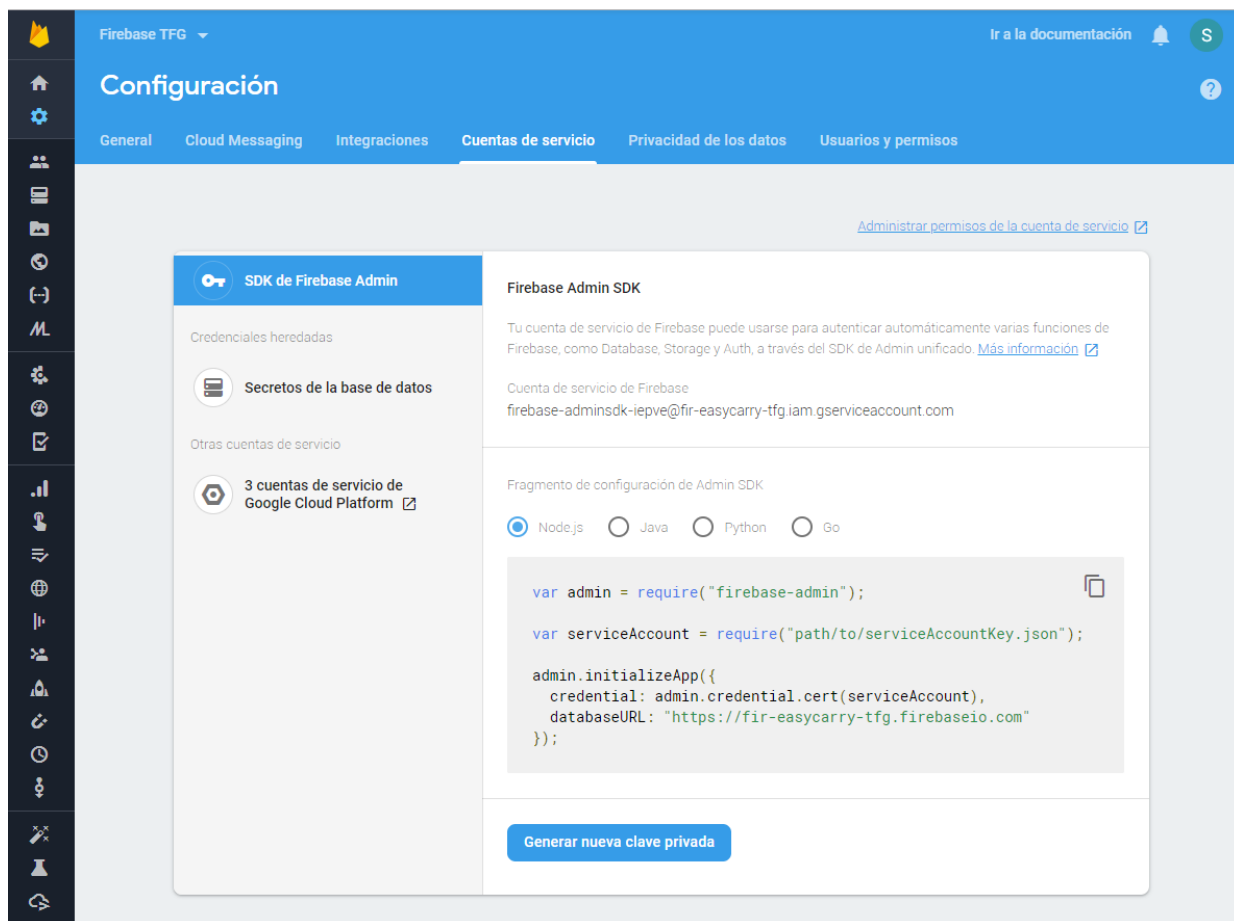 Firebase TFG
Ir a la documentación
S
Configuración
?
General Cloud Messaging Integraciones Cuentas de servicio Privacidad de los datos Usuarios y permisos
Administrar permisos de la cuenta de servicio
SDK de Firebase Admin
Credenciales heredadas
Secretos de la base de datos
Otras cuentas de servicio
3 cuentas de servicio de
Google Cloud Platform
Firebase Admin SDK
Tu cuenta de servicio de Firebase puede usarse para autenticar automáticamente varias funciones de
Firebase, como Database, Storage y Auth, a través del SDK de Admin unificado. Más información
Cuenta de servicio de Firebase
firebase-adminsdk-iepve@fir-easycarry-tfg.iam.gserviceaccount.com
Fragmento de configuración de Admin SDK
Node.js Java Python Go
var admin = require("firebase-admin");
var serviceAccount = require("path/to/serviceAccountKey.json");
admin.initializeApp({
  credential: admin.credential.cert(serviceAccount),
  databaseURL: "https://fir-easycarry-tfg.firebaseio.com"
});
Generar nueva clave privada